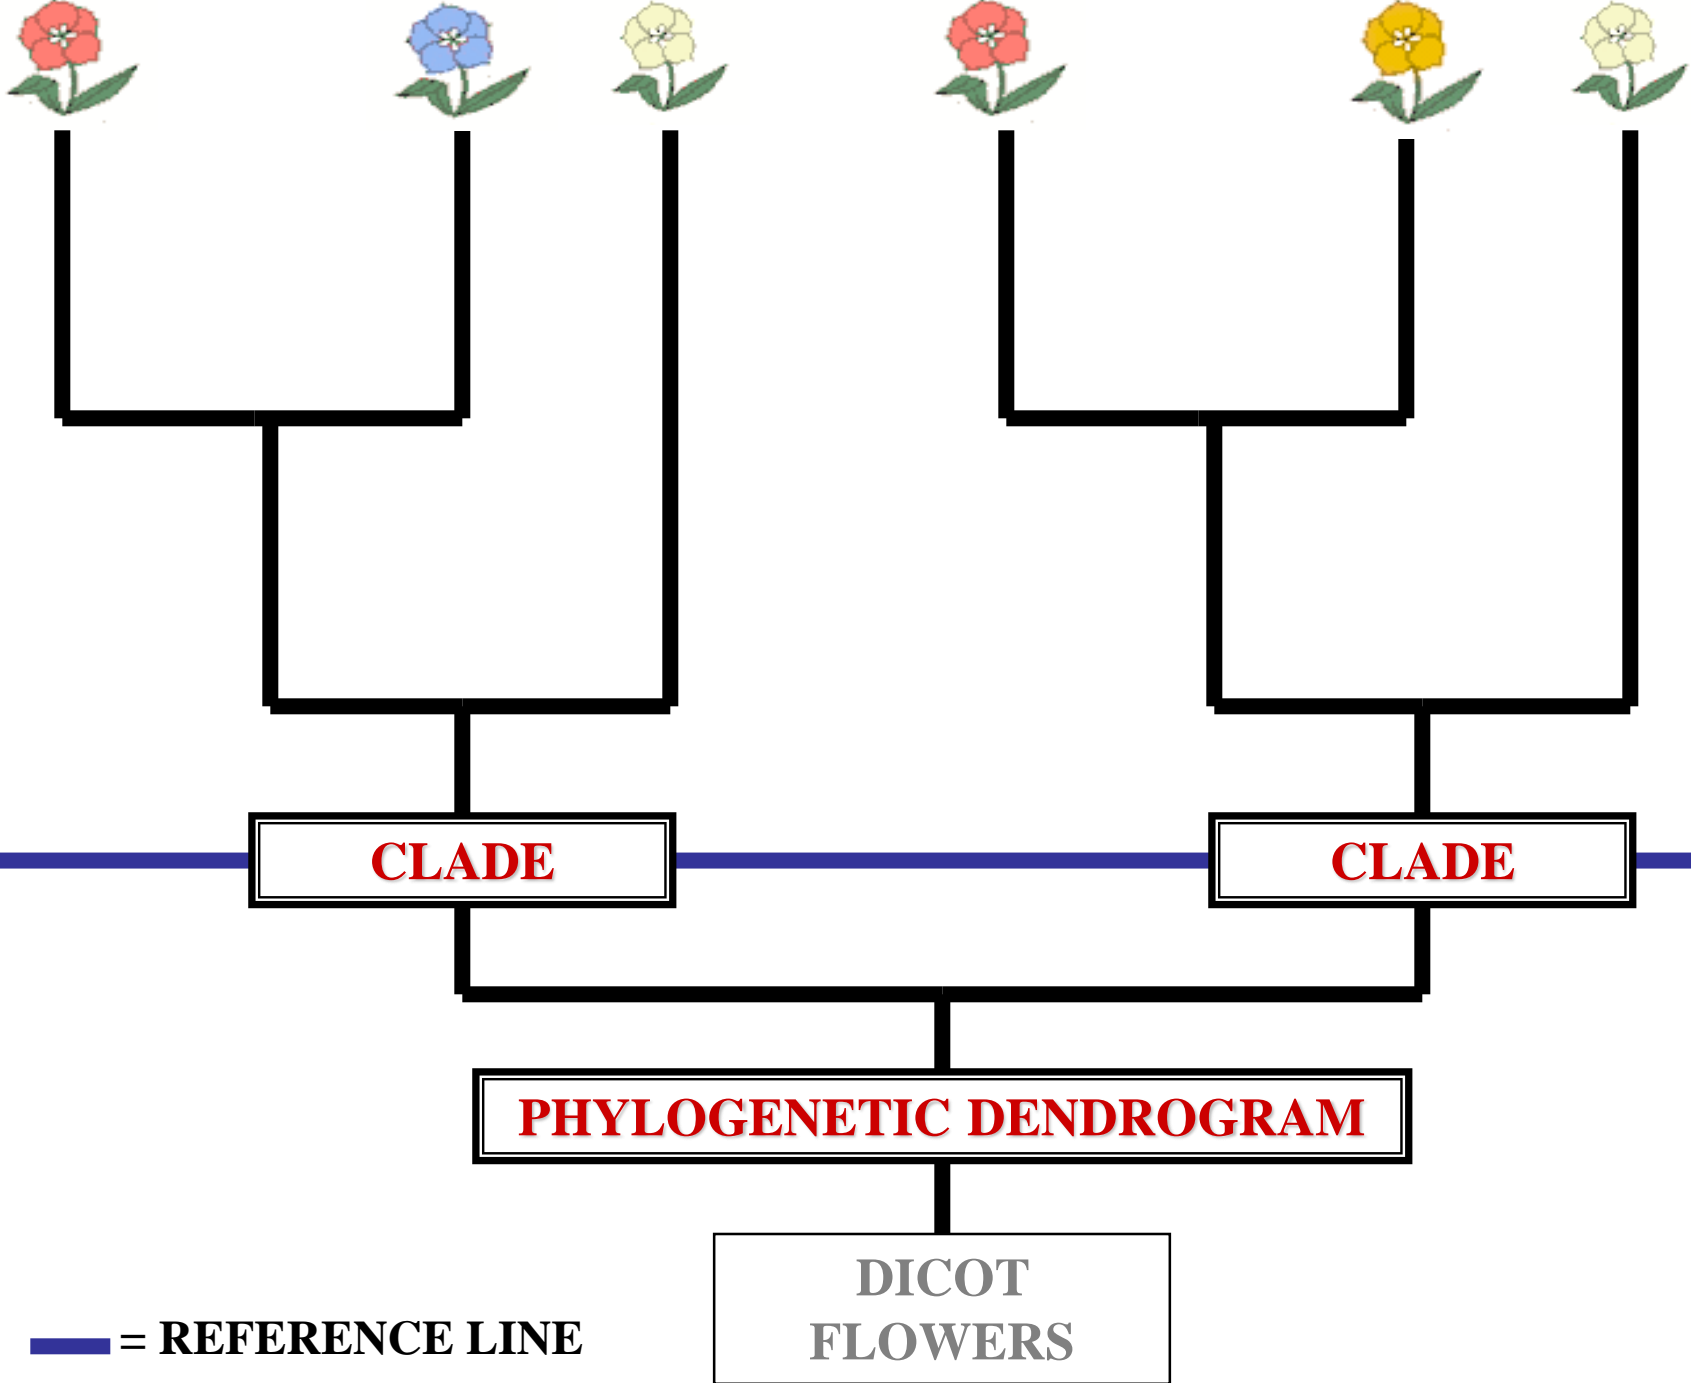 CLADE
CLADE
PHYLOGENETIC DENDROGRAM
DICOT
FLOWERS
= REFERENCE LINE